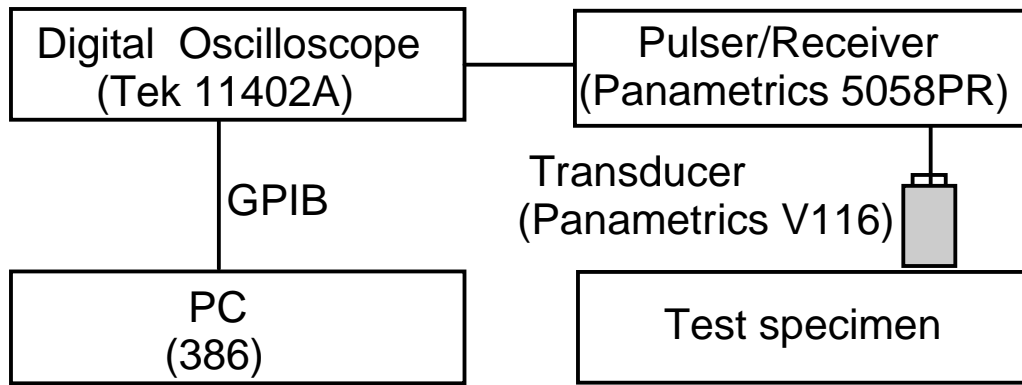 Digital Oscilloscope
(Tek 11402A)
Pulser/Receiver
(Panametrics 5058PR)
GPIB
Transducer
(Panametrics V116)
PC
(386)
Test specimen